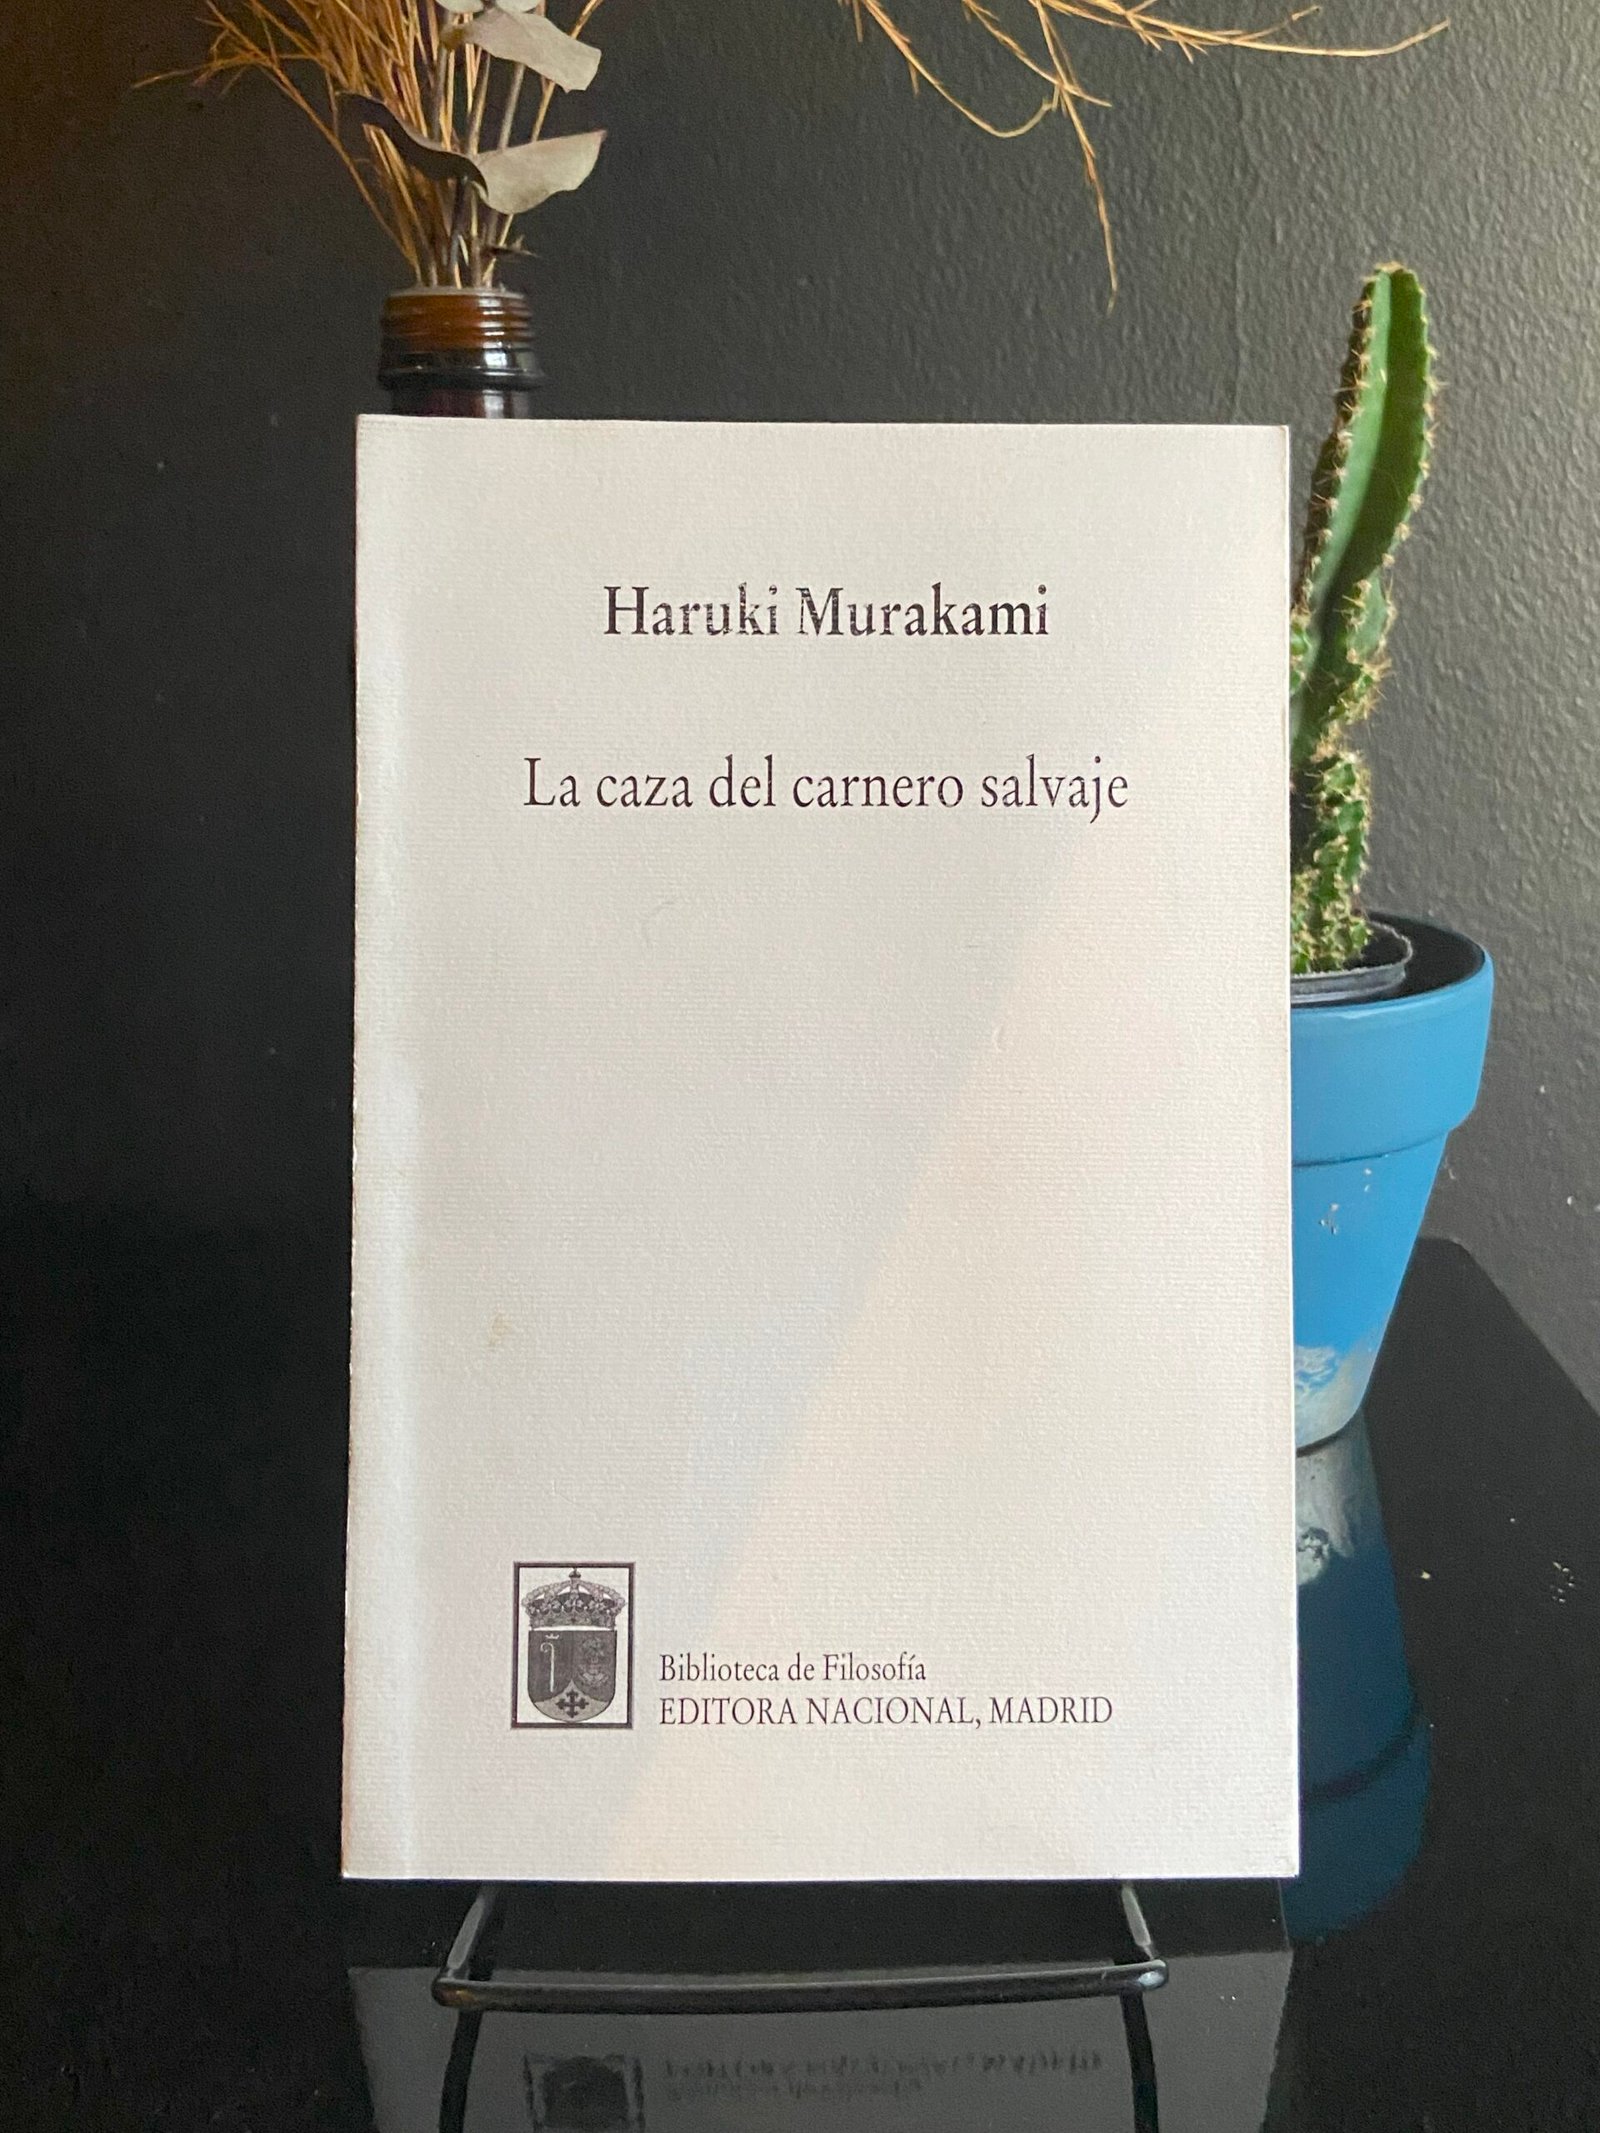 Haruki Murakami
La caza del carnero salvaje
Biblioteca de Filosofía
EDITORA NACIONAL, MADRID